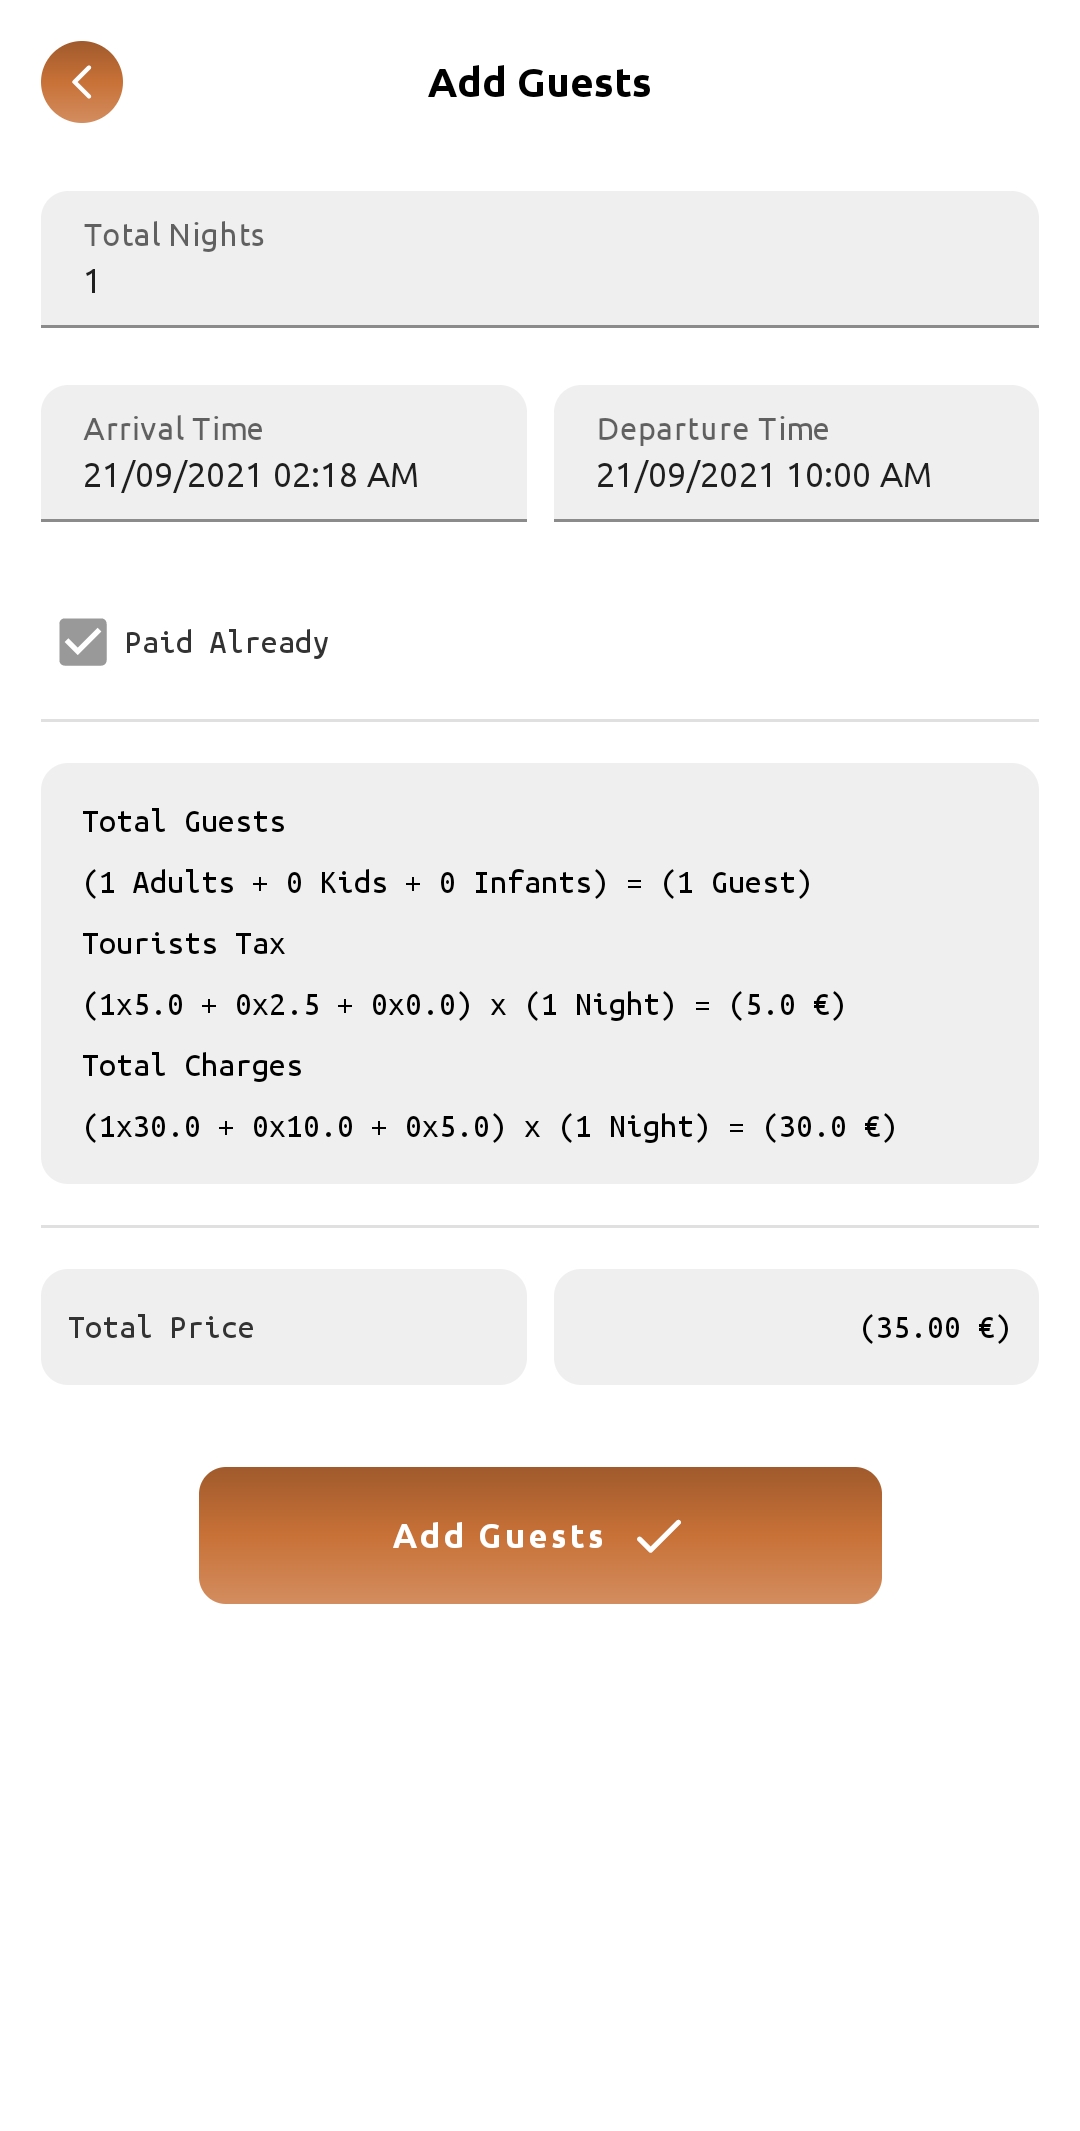 Add Guests
Total Nights
1
Arrival Time
21/09/2021 02:18 AM
Departure Time
21/09/2021 10:00 AM
Paid Already
Total Guests
(1 Adults + 0 Kids + 0 Infants) = (1 Guest)
Tourists Tax
(1x5.0 + 0x2.5 + 0x0.0) x (1 Night) = (5.0 €)
Total Charges
(1x30.0 + 0x10.0 + 0x5.0) x (1 Night) = (30.0 €)
Total Price
(35.00 €)
Add Guests